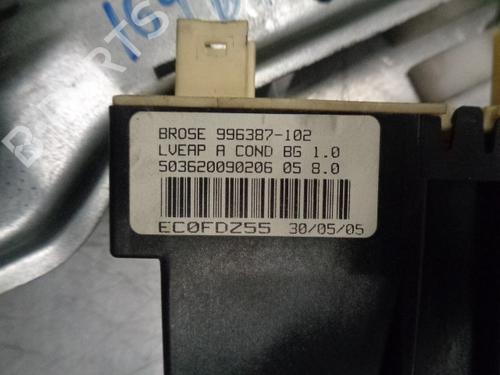 BROSE 996387-102
LVEAP A COND BG 1.0
503620090206 05 8.0
EC0FDZ55 30/05/05